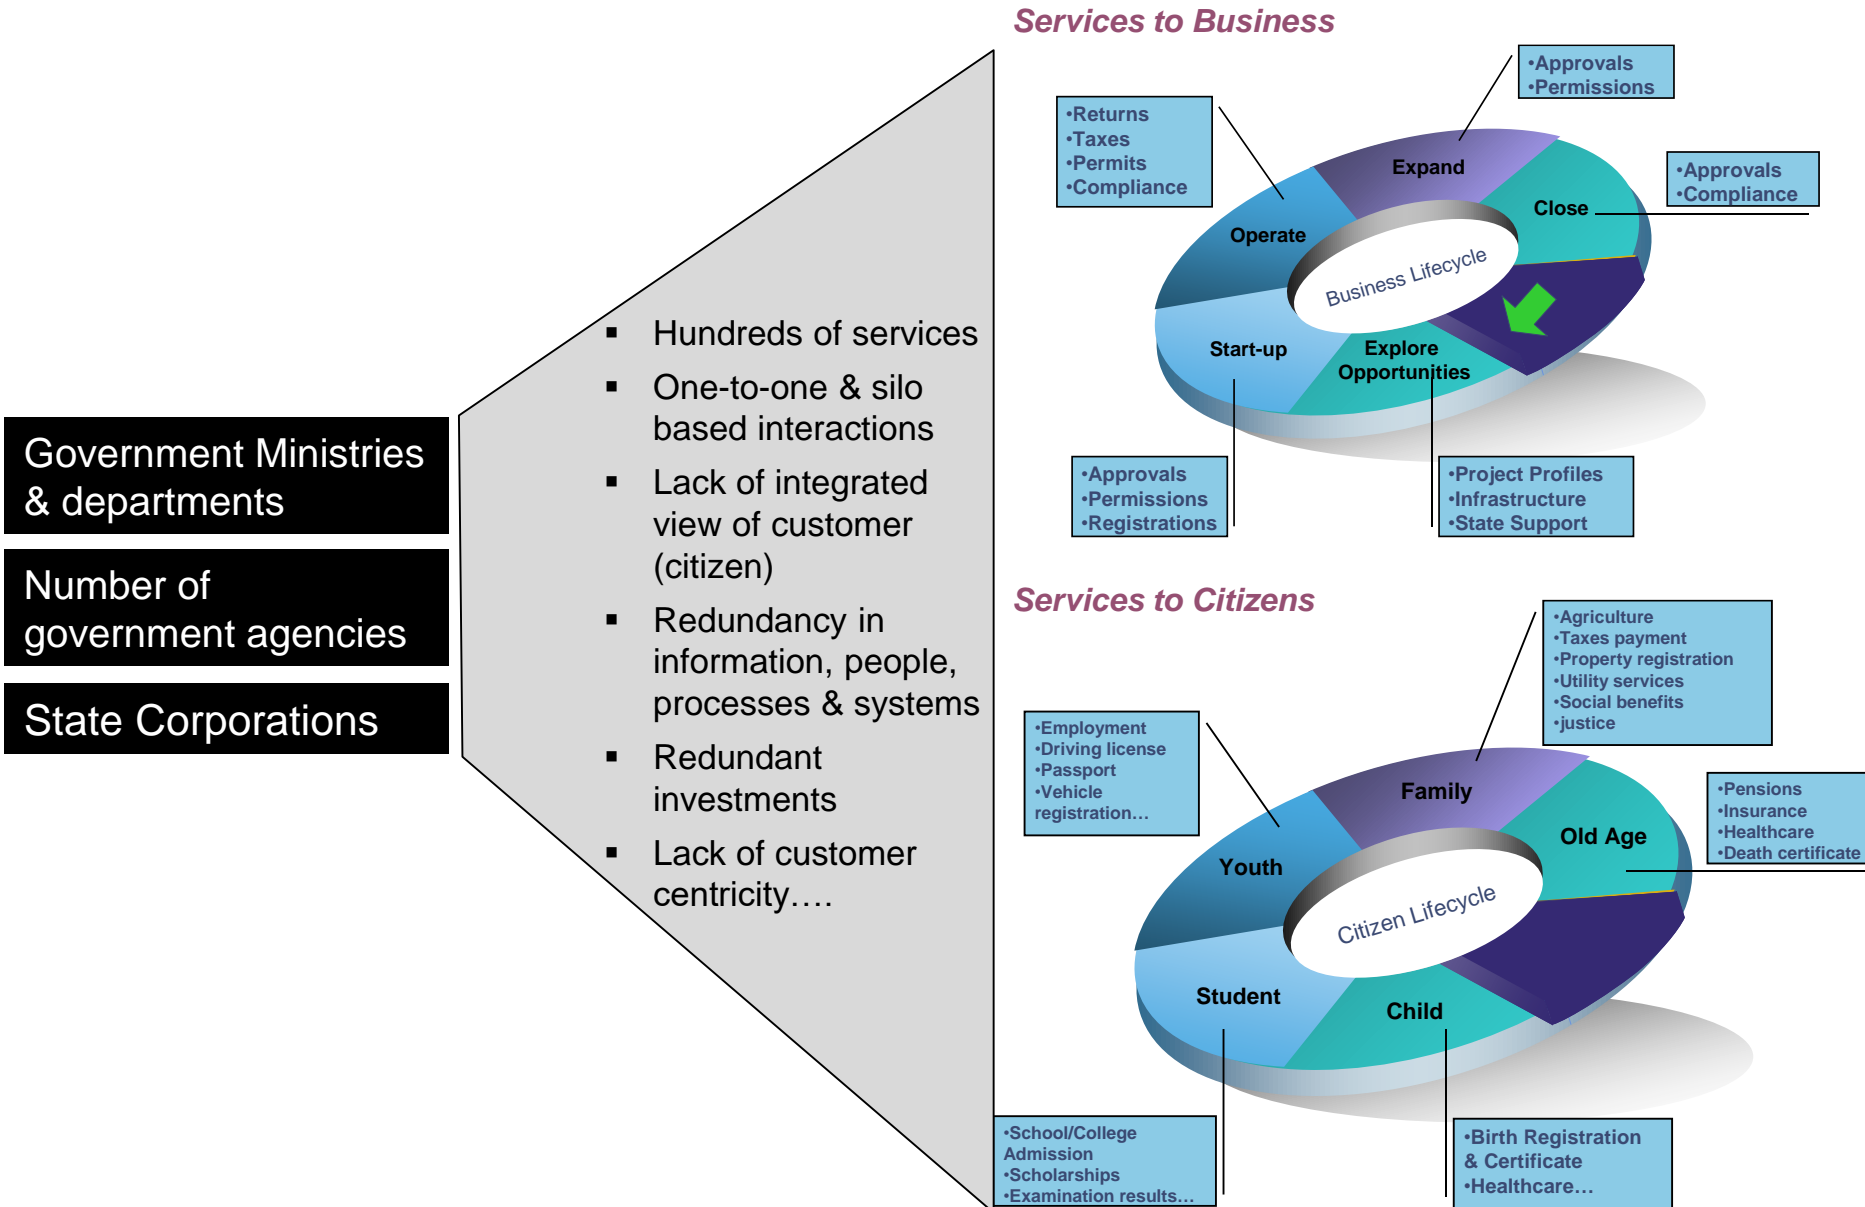 Government Ministries
& departments
Number of
government agencies
State Corporations
▪ Hundreds of services
▪ One-to-one & silo
based interactions
▪ Lack of integrated
view of customer
(citizen)
▪ Redundancy in
information, people,
processes & systems
▪ Redundant
investments
▪ Lack of customer
centricity….
Services to Business
•Approvals
•Permissions
•Returns
•Taxes
•Permits
•Compliance
•Approvals
•Compliance
Expand
Close
Operate
Business Lifecycle
Start-up
Explore
Opportunities
•Approvals
•Permissions
•Registrations
•Project Profiles
•Infrastructure
•State Support
Services to Citizens
•Agriculture
•Taxes payment
•Property registration
•Utility services
•Social benefits
•justice
•Employment
•Driving license
•Passport
•Vehicle
registration…
•Pensions
•Insurance
•Healthcare
•Death certificate
Family
Old Age
Youth
Citizen Lifecycle
Student
Child
•School/College
Admission
•Scholarships
•Examination results…
•Birth Registration
& Certificate
•Healthcare…